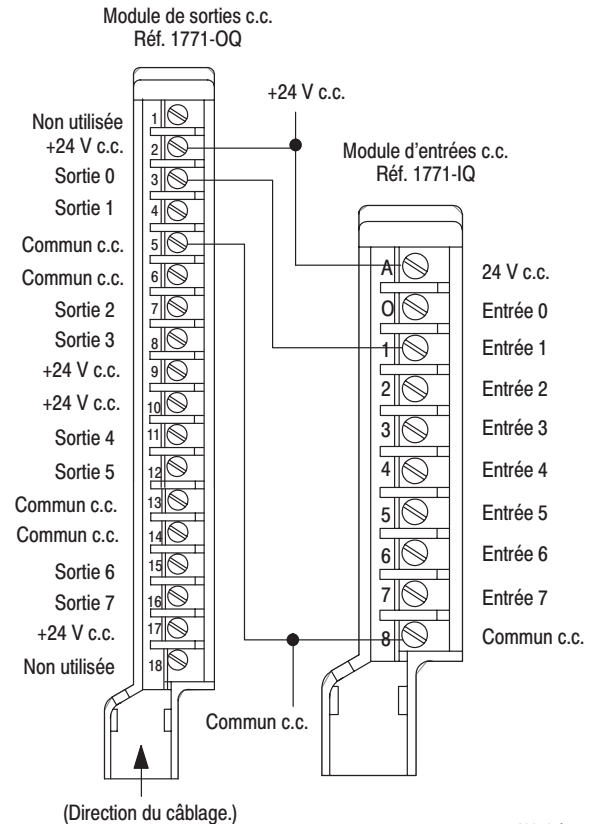 Module de sorties c.c.
Réf. 1771-OQ
+24 V c.c.
Module d'entrées c.c.
Réf. 1771-IQ
1
Non utilisée
2
+24 V c.c.
3
Sortie 0
4
Sortie 1
5
Commun c.c.
6
Commun c.c.
7
Sortie 2
8
Sortie 3
9
+24 V c.c.
10
+24 V c.c.
11
Sortie 4
12
Sortie 5
13
Commun c.c.
14
Commun c.c.
15
Sortie 6
16
Sortie 7
17
+24 V c.c.
18
Non utilisée
A
24 V c.c.
O
Entrée 0
1
Entrée 1
2
Entrée 2
3
Entrée 3
4
Entrée 4
5
Entrée 5
6
Entrée 6
7
Entrée 7
8
Commun c.c.
Commun c.c.
(Direction du câblage.)